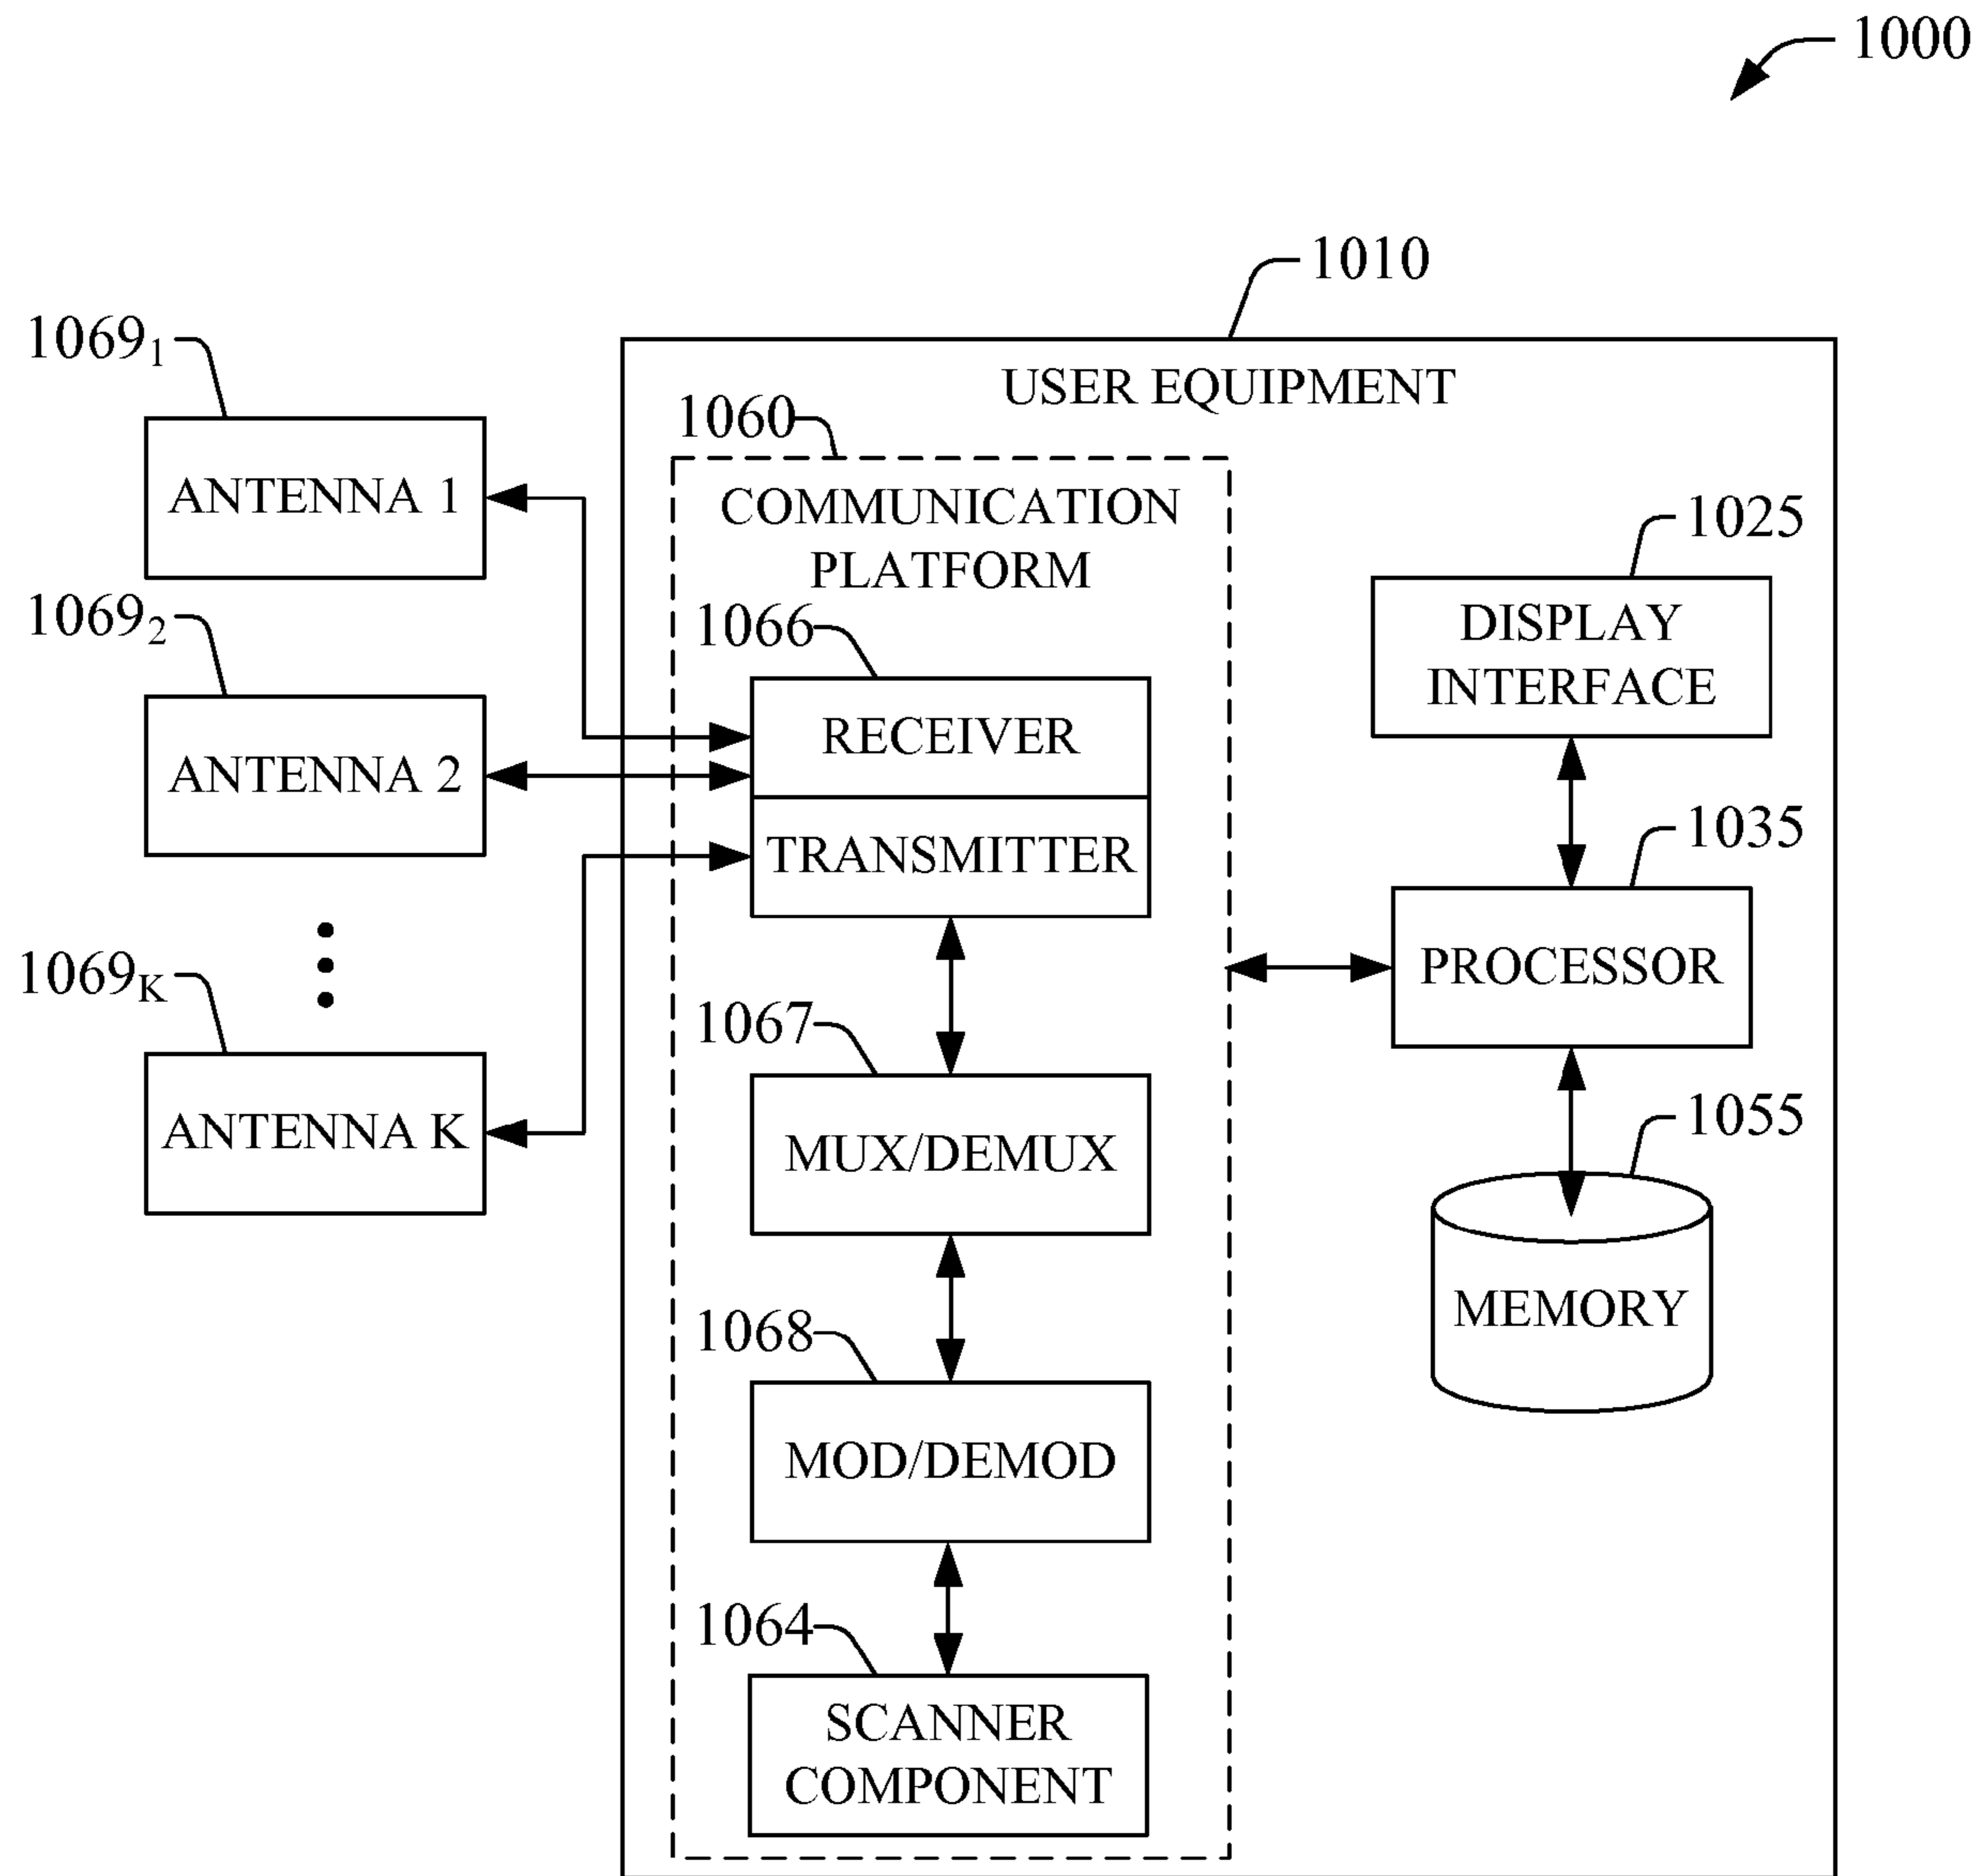 1000
1010
USER EQUIPMENT
1069₁
ANTENNA 1
1069₂
ANTENNA 2
1069K
ANTENNA K
1060
COMMUNICATION
PLATFORM
1066
RECEIVER
TRANSMITTER
1067
MUX/DEMUX
1068
MOD/DEMOD
1064
SCANNER
COMPONENT
1025
DISPLAY
INTERFACE
1035
PROCESSOR
1055
MEMORY